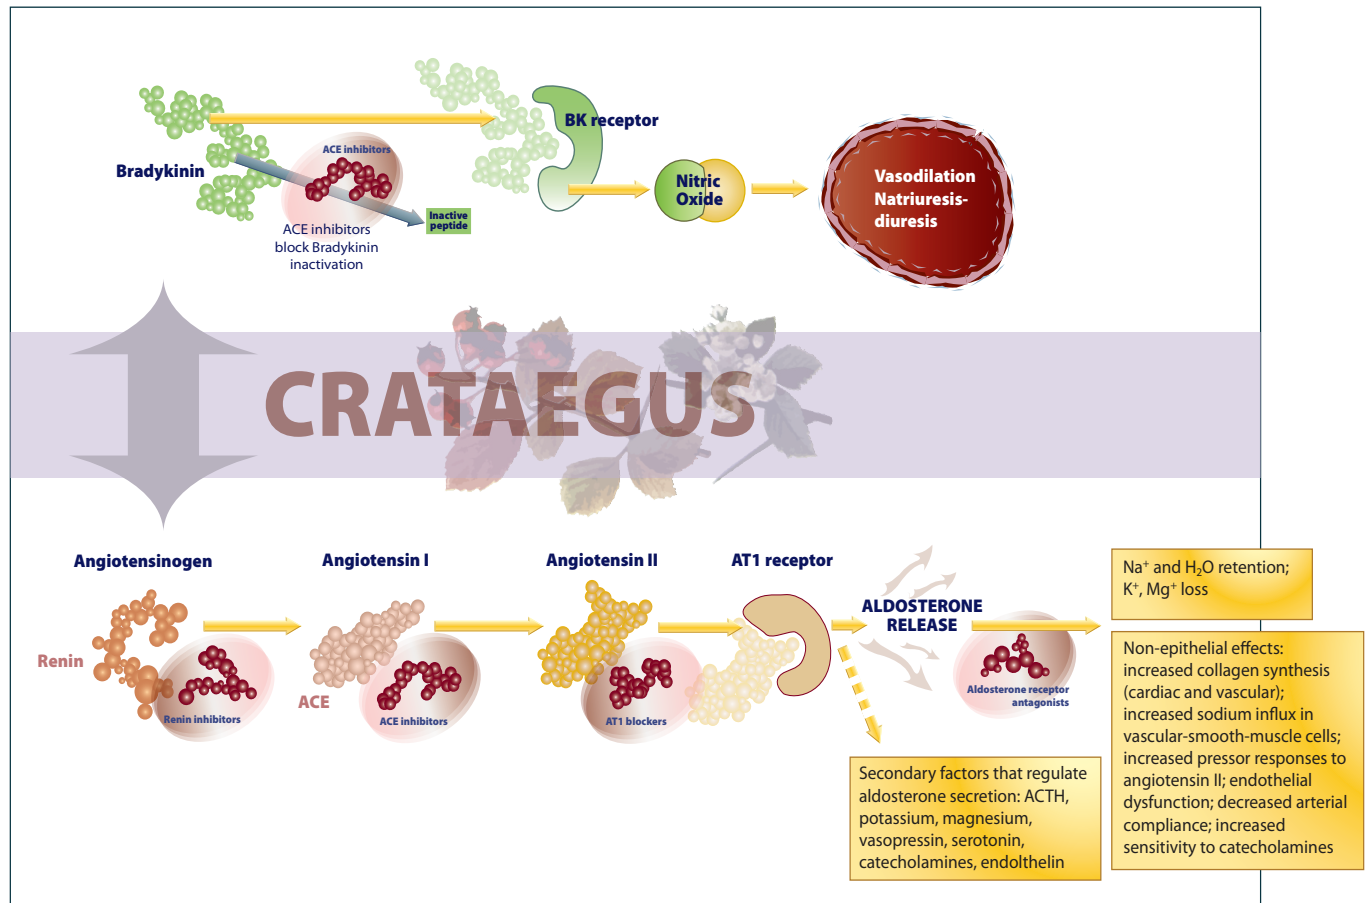 BK receptor
ACE inhibitors
Bradykinin
Nitric
Oxide
Vasodilation
Natriuresis-
diuresis
Inactive
peptide
ACE inhibitors
block Bradykinin
inactivation
CRATAEGUS
Angiotensinogen
Angiotensin I
Angiotensin II
AT1 receptor
Renin
Renin inhibitors
ACE
ACE inhibitors
AT1 blockers
ALDOSTERONE
RELEASE
Aldosterone receptor
antagonists
Na⁺ and H₂O retention;
K⁺, Mg⁺ loss
Non-epithelial effects:
increased collagen synthesis
(cardiac and vascular);
increased sodium influx in
vascular-smooth-muscle cells;
increased pressor responses to
angiotensin II; endothelial
dysfunction; decreased arterial
compliance; increased
sensitivity to catecholamines
Secondary factors that regulate
aldosterone secretion: ACTH,
potassium, magnesium,
vasopressin, serotonin,
catecholamines, endolthelin